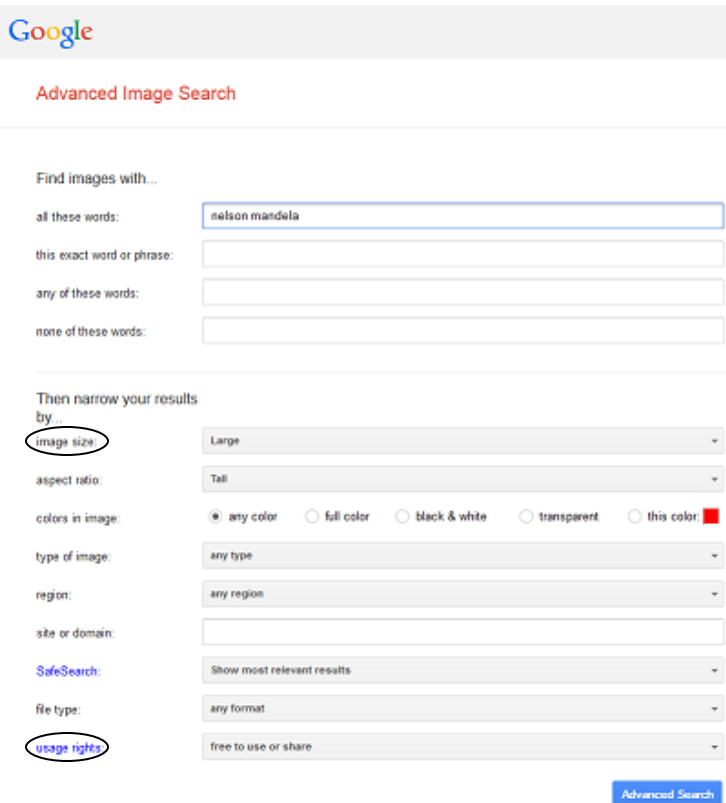 Google
Advanced Image Search
Find images with...
all these words: nelson mandela
this exact word or phrase:
any of these words:
none of these words:
Then narrow your results
by...
image size: Large
aspect ratio: Tall
colors in image: any color full color black & white transparent this color:
type of image: any type
region: any region
site or domain:
SafeSearch: Show most relevant results
file type: any format
usage rights: free to use or share
Advanced Search